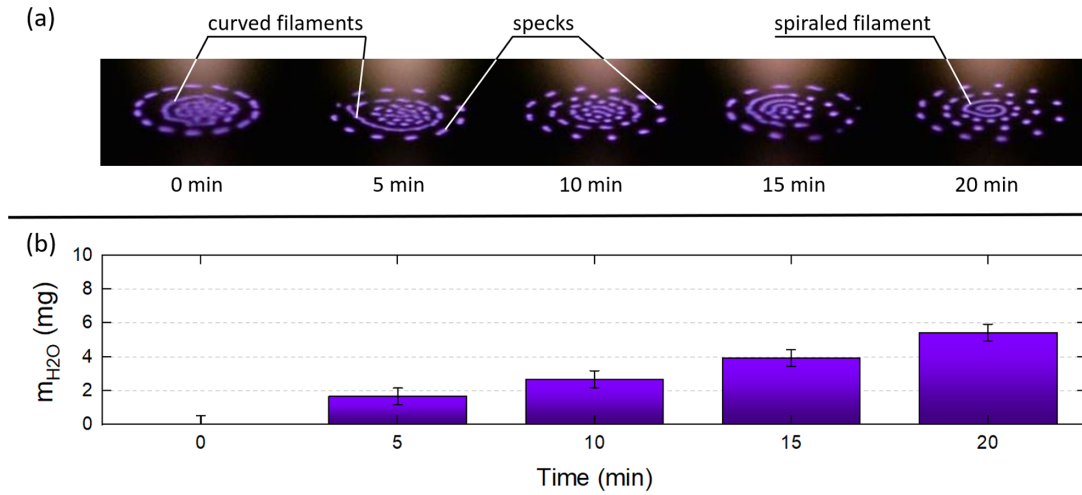 (a)
curved filaments
specks
spiraled filament
0 min
5 min
10 min
15 min
20 min
(b)
10
8
6
4
2
0
mH2O (mg)
0
5
10
15
20
Time (min)